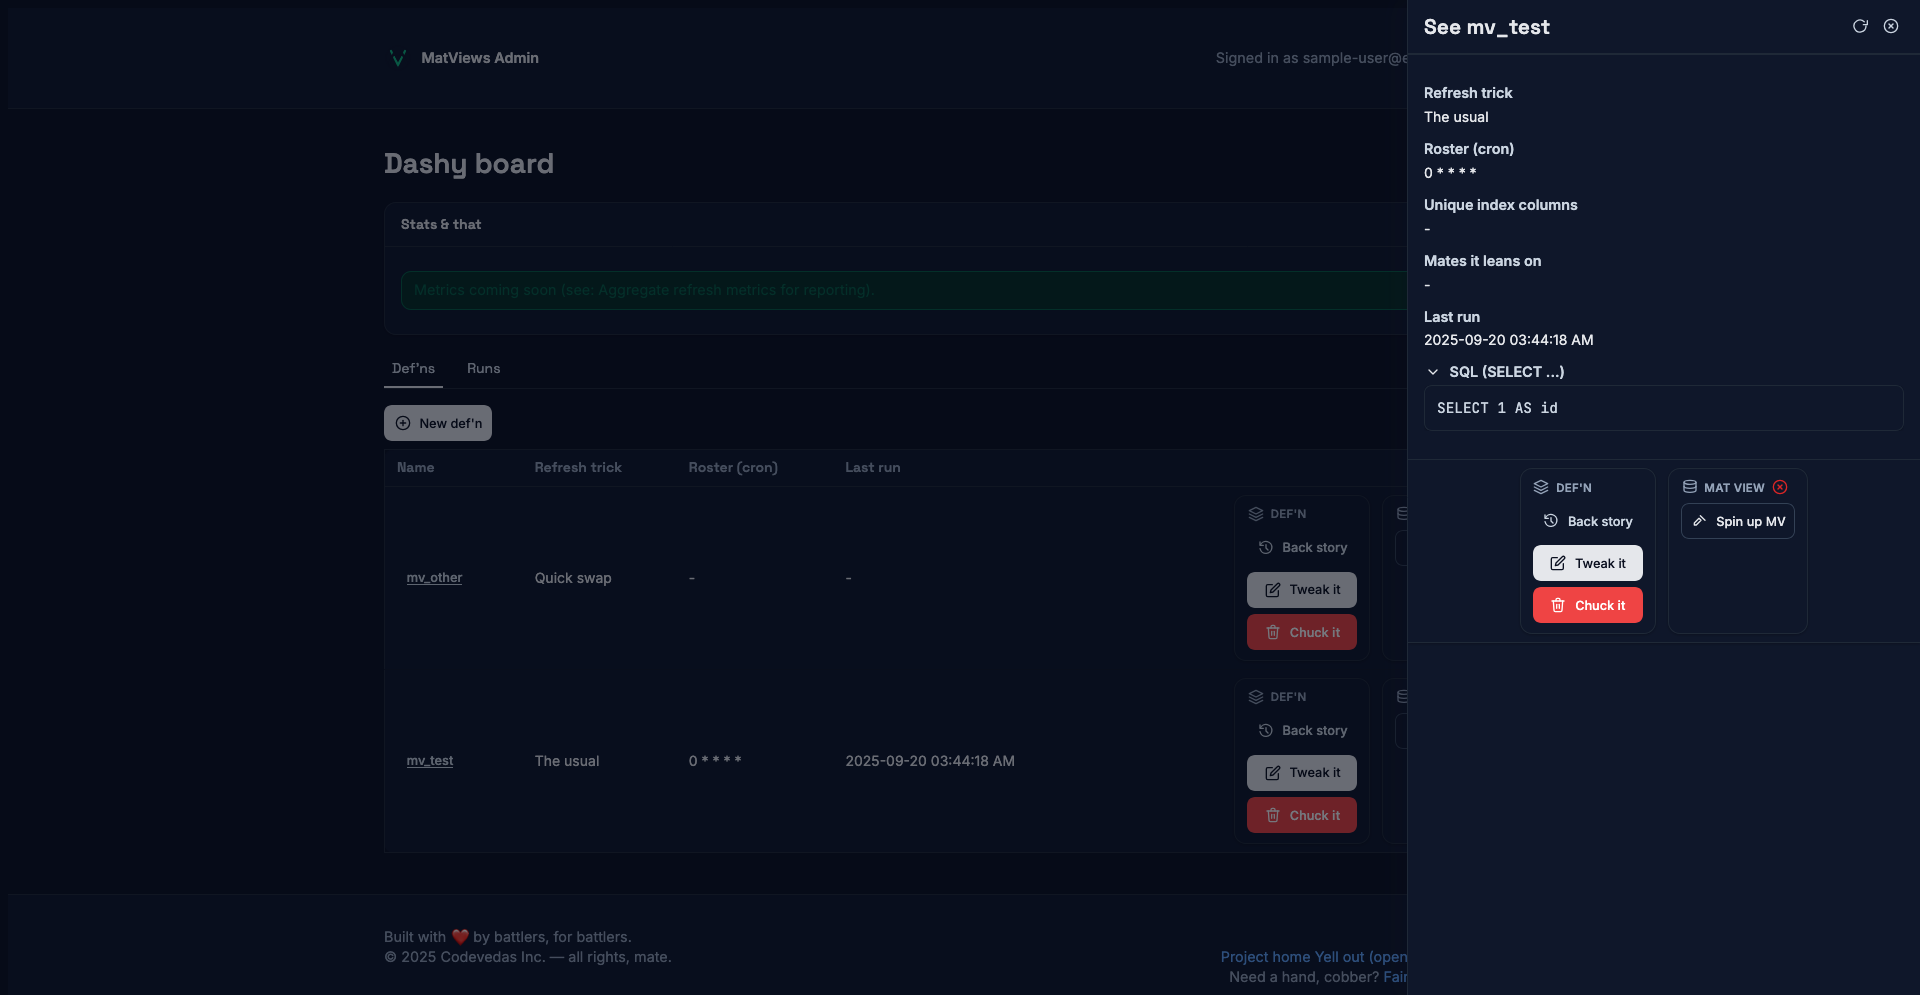 MatViews Admin
Signed in as sample-user@e
Dashy board
Stats & that
Metrics coming soon (see: Aggregate refresh metrics for reporting).
Def'ns
Runs
New def'n
Name
Refresh trick
Roster (cron)
Last run
mv_other
Quick swap
-
-
DEF'N
Back story
Tweak it
Chuck it
mv_test
The usual
0 * * * *
2025-09-20 03:44:18 AM
DEF'N
Back story
Tweak it
Chuck it
Built with ❤️ by battlers, for battlers.
© 2025 Codevedas Inc. — all rights, mate.
Project home Yell out (open
Need a hand, cobber? Fair
See mv_test
Refresh trick
The usual
Roster (cron)
0 * * * *
Unique index columns
-
Mates it leans on
-
Last run
2025-09-20 03:44:18 AM
SQL (SELECT …)
SELECT 1 AS id
DEF'N
Back story
Tweak it
Chuck it
MAT VIEW
Spin up MV